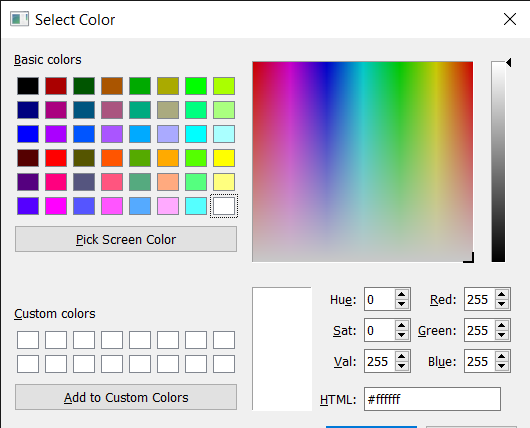 Select Color
Basic colors
Pick Screen Color
Custom colors
Add to Custom Colors
Hue: 0 Red: 255
Sat: 0 Green: 255
Val: 255 Blue: 255
HTML: #ffffff